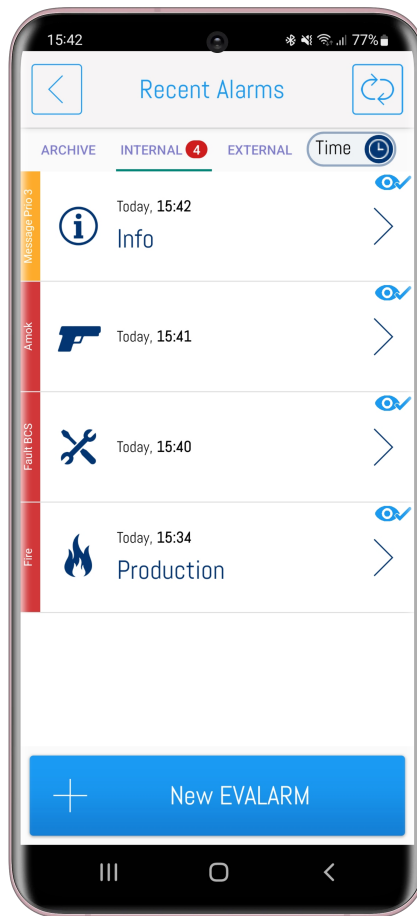 15:42 77%
Recent Alarms
ARCHIVE INTERNAL 4 EXTERNAL Time
Message Prio 3
Today, 15:42
Info
Amok
Today, 15:41
Fault BCS
Today, 15:40
Fire
Today, 15:34
Production
New EVALARM